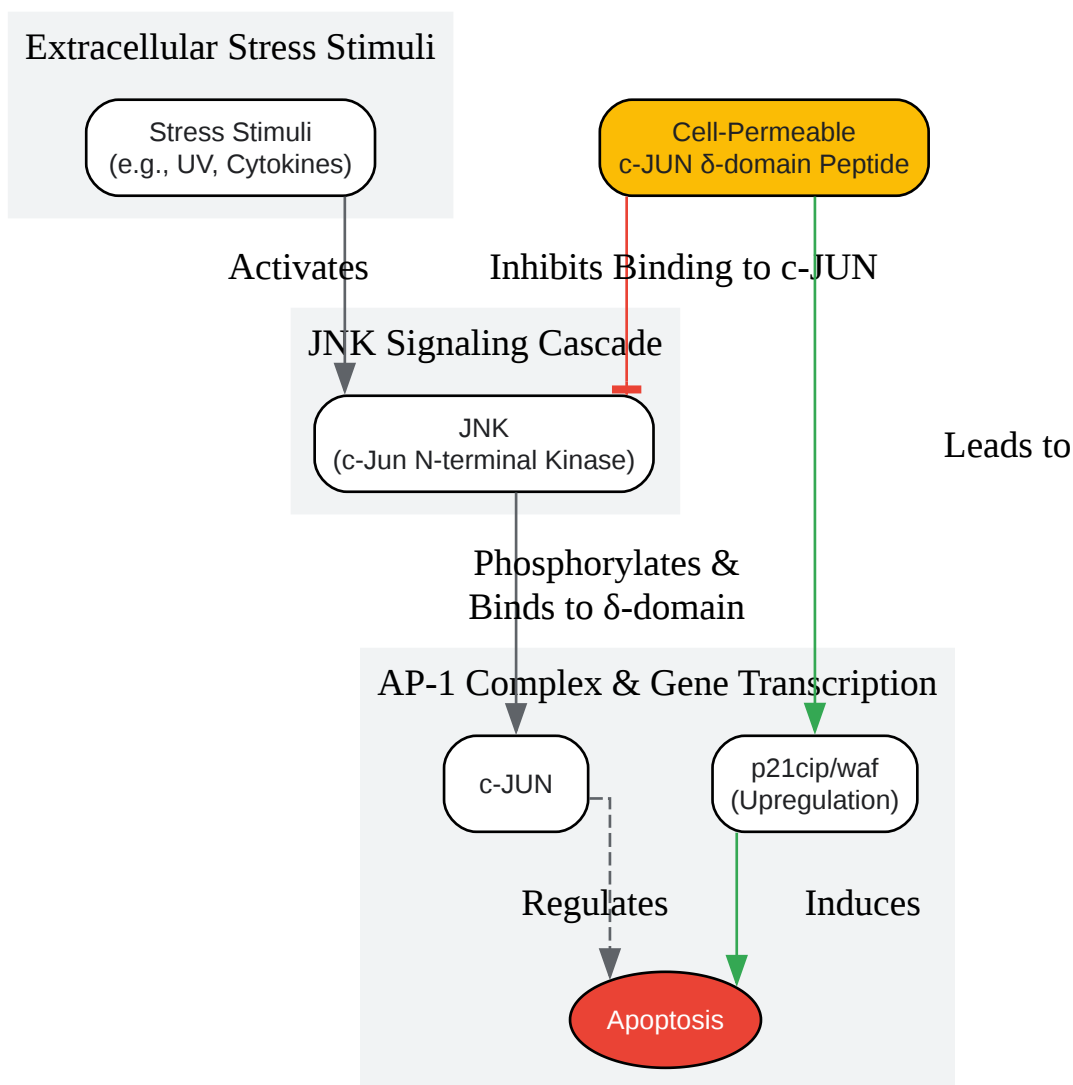 Extracellular Stress Stimuli
Stress Stimuli
(e.g., UV, Cytokines)
Cell-Permeable
c-JUN δ-domain Peptide
Activates
Inhibits Binding to c-JUN
JNK Signaling Cascade
JNK
(c-Jun N-terminal Kinase)
Leads to
Phosphorylates &
Binds to δ-domain
AP-1 Complex & Gene Transcription
c-JUN
p21cip/waf
(Upregulation)
Regulates
Induces
Apoptosis